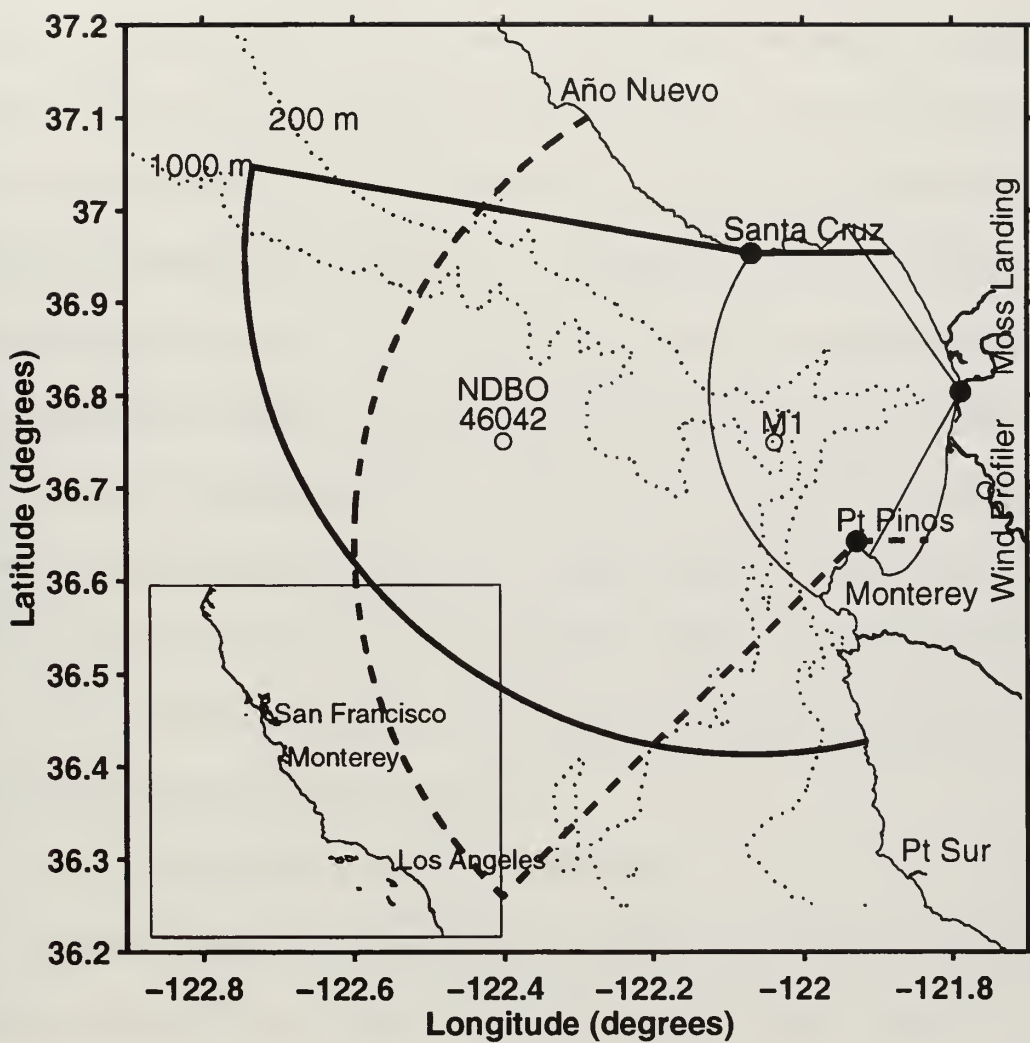 37.2
37.1
37
36.9
36.8
36.7
36.6
36.5
36.4
36.3
36.2
Latitude (degrees)
Año Nuevo
200 m
1000 m
Santa Cruz
Moss Landing
NDBO
46042
M1
Pt Pinos
Wind Profiler
Monterey
San Francisco
Monterey
Los Angeles
Pt Sur
−122.8
−122.6
−122.4
−122.2
−122
−121.8
Longitude (degrees)